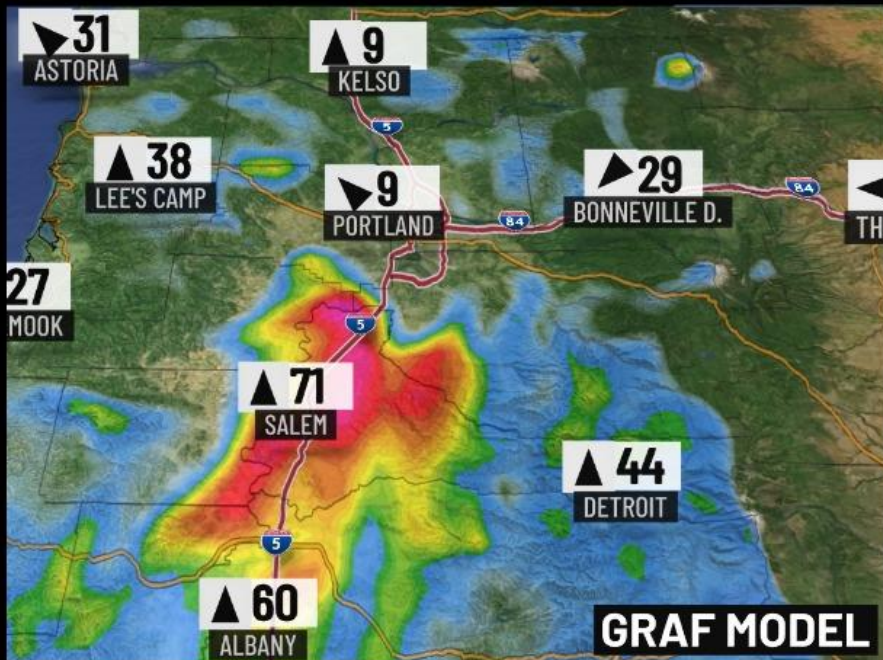 31
ASTORIA
9
KELSO
5
38
LEE'S CAMP
9
PORTLAND
29
BONNEVILLE D.
84
84
TH
27
MOOK
5
71
SALEM
44
DETROIT
5
60
ALBANY
GRAF MODEL